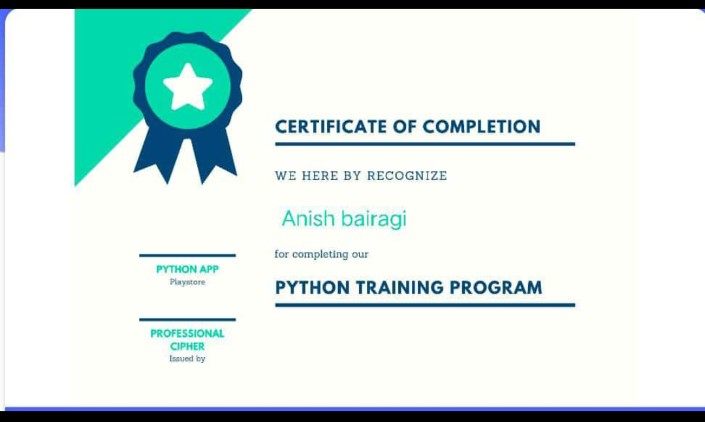 CERTIFICATE OF COMPLETION
WE HERE BY RECOGNIZE
Anish bairagi
for completing our
PYTHON TRAINING PROGRAM
PYTHON APP
Playstore
PROFESSIONAL
CIPHER
Issued by